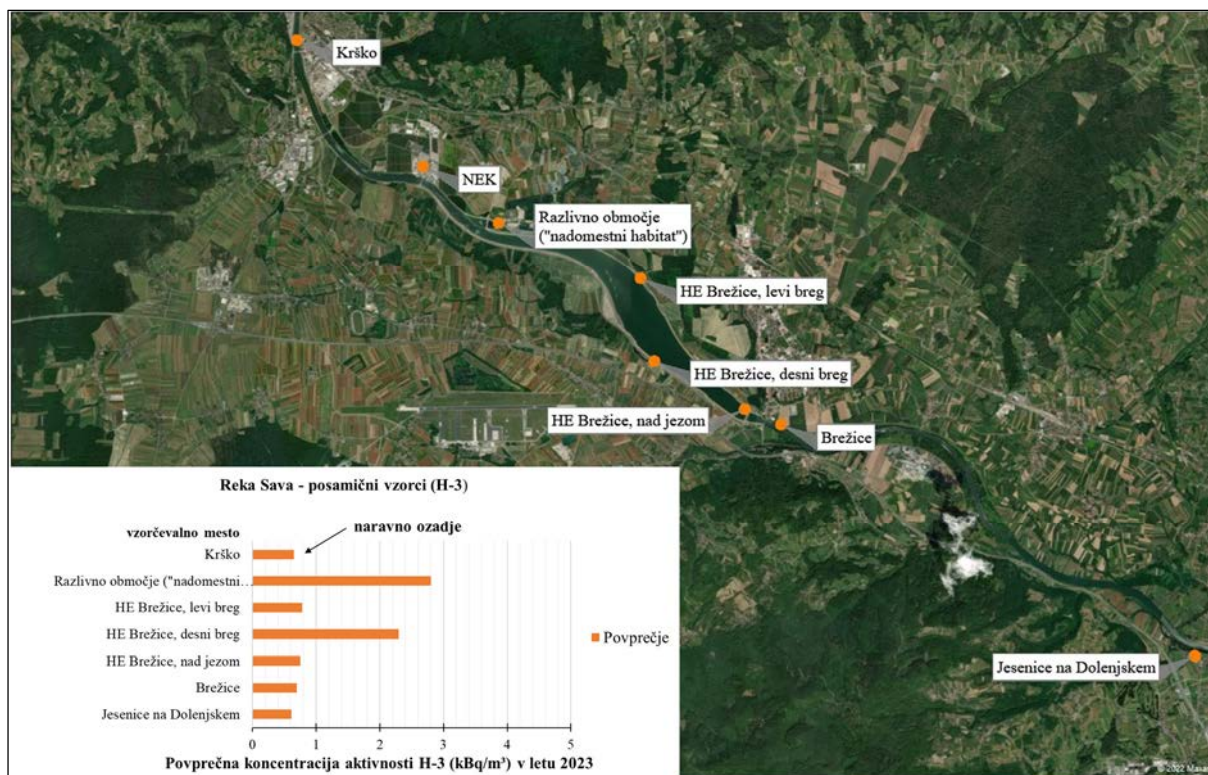 Krško
NEK
Razlivno območje
("nadomestni habitat")
HE Brežice, levi breg
HE Brežice, desni breg
HE Brežice, nad jezom
Brežice
Jesenice na Dolenjskem
Reka Sava - posamični vzorci (H-3)
vzorčevalno mesto
naravno ozadje
Krško
Razlivno območje ("nadomestni…
HE Brežice, levi breg
HE Brežice, desni breg
HE Brežice, nad jezom
Brežice
Jesenice na Dolenjskem
Povprečje
0 1 2 3 4 5
Povprečna koncentracija aktivnosti H-3 (kBq/m³) v letu 2023
© 2022